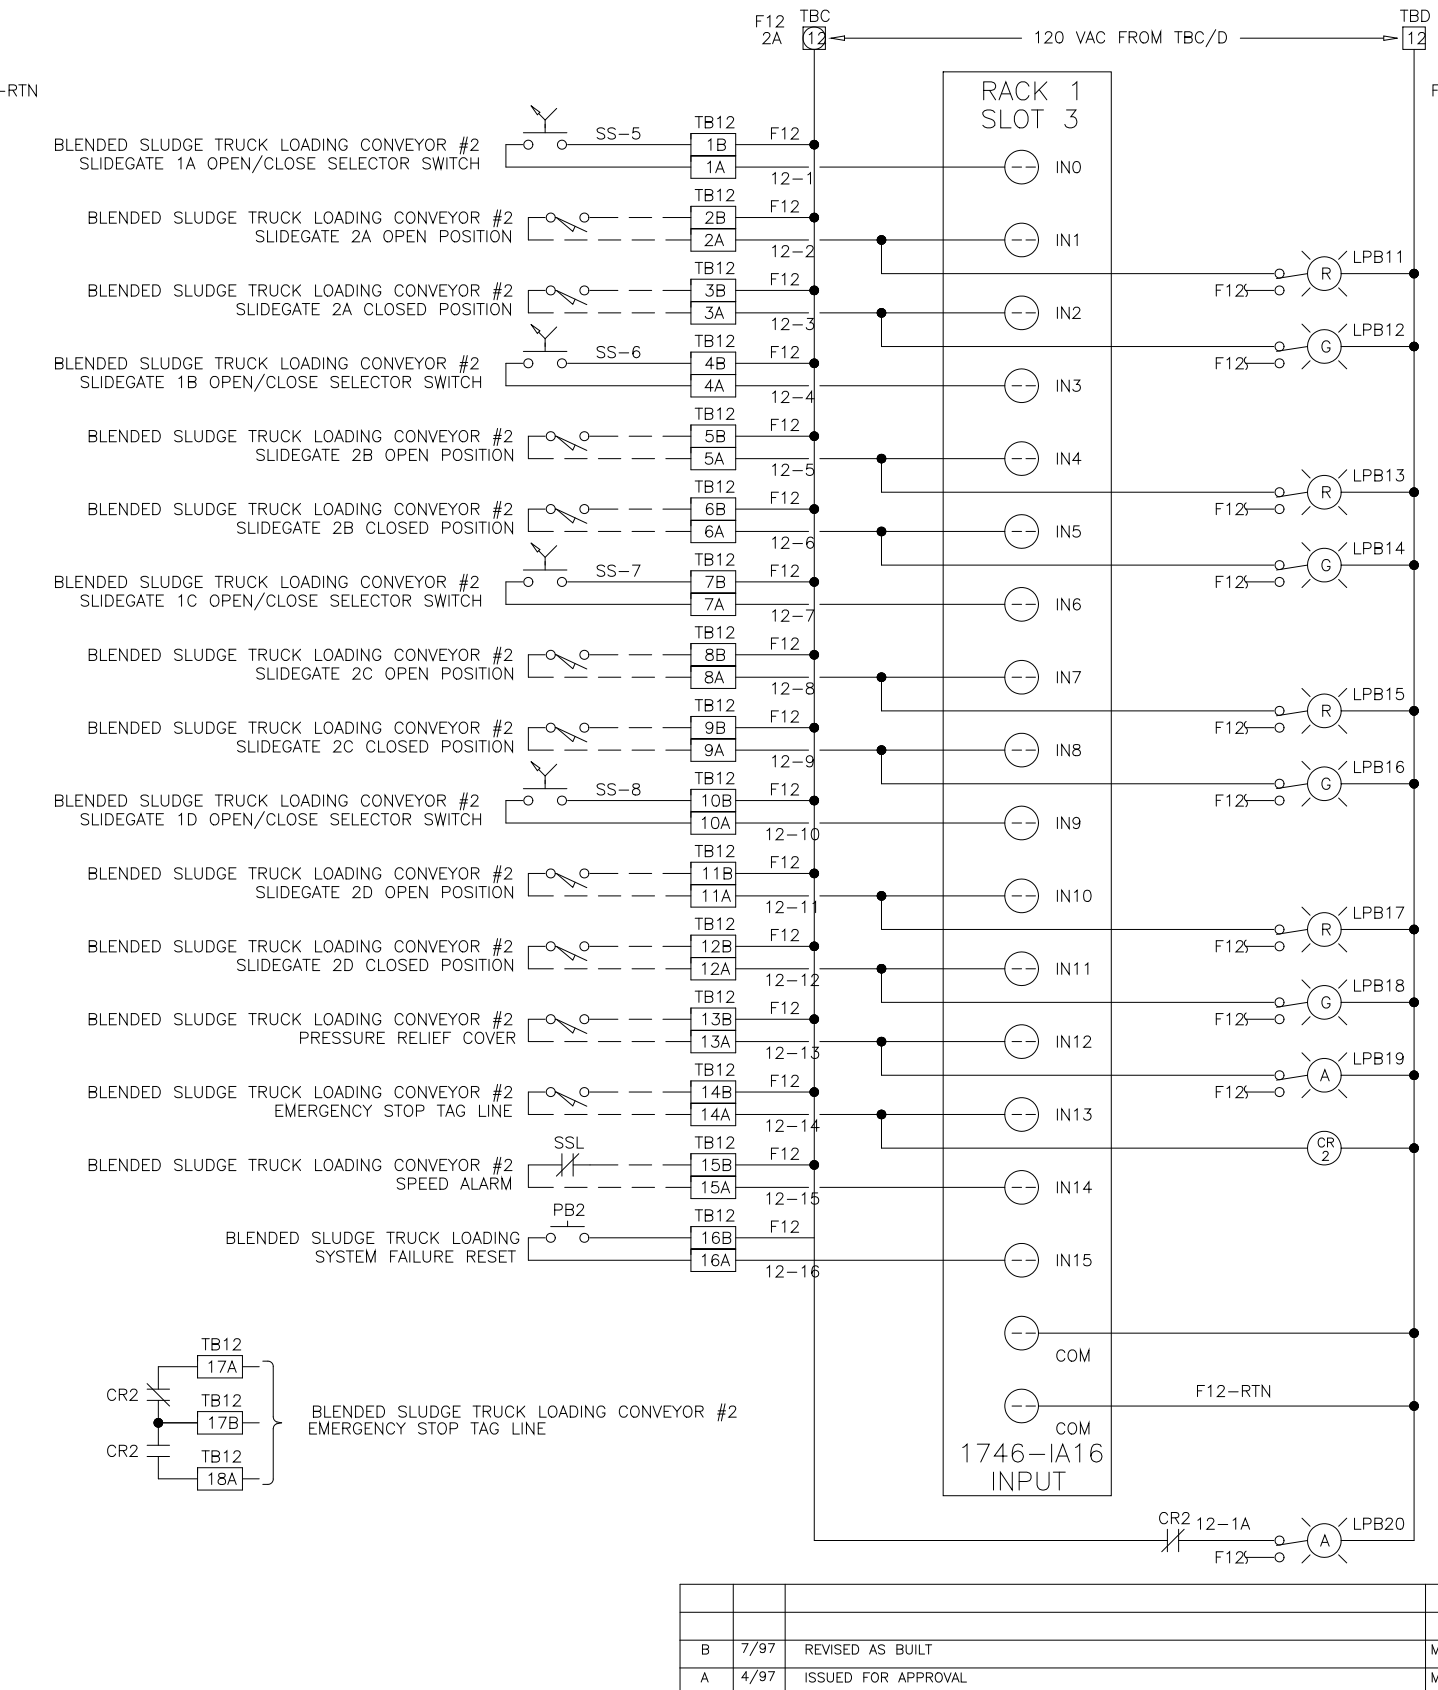 F12 TBC TBD
2A 12 120 VAC FROM TBC/D 12
-RTN F
RACK 1
SLOT 3
BLENDED SLUDGE TRUCK LOADING CONVEYOR #2 SS-5 TB12 1B F12
SLIDEGATE 1A OPEN/CLOSE SELECTOR SWITCH 1A 12-1 IN0
BLENDED SLUDGE TRUCK LOADING CONVEYOR #2 TB12 2B F12
SLIDEGATE 2A OPEN POSITION 2A 12-2 IN1
F12 R LPB11
BLENDED SLUDGE TRUCK LOADING CONVEYOR #2 TB12 3B F12
SLIDEGATE 2A CLOSED POSITION 3A 12-3 IN2
F12 G LPB12
BLENDED SLUDGE TRUCK LOADING CONVEYOR #2 SS-6 TB12 4B F12
SLIDEGATE 1B OPEN/CLOSE SELECTOR SWITCH 4A 12-4 IN3
BLENDED SLUDGE TRUCK LOADING CONVEYOR #2 TB12 5B F12
SLIDEGATE 2B OPEN POSITION 5A 12-5 IN4
F12 R LPB13
BLENDED SLUDGE TRUCK LOADING CONVEYOR #2 TB12 6B F12
SLIDEGATE 2B CLOSED POSITION 6A 12-6 IN5
F12 G LPB14
BLENDED SLUDGE TRUCK LOADING CONVEYOR #2 SS-7 TB12 7B F12
SLIDEGATE 1C OPEN/CLOSE SELECTOR SWITCH 7A 12-7 IN6
BLENDED SLUDGE TRUCK LOADING CONVEYOR #2 TB12 8B F12
SLIDEGATE 2C OPEN POSITION 8A 12-8 IN7
F12 R LPB15
BLENDED SLUDGE TRUCK LOADING CONVEYOR #2 TB12 9B F12
SLIDEGATE 2C CLOSED POSITION 9A 12-9 IN8
F12 G LPB16
BLENDED SLUDGE TRUCK LOADING CONVEYOR #2 SS-8 TB12 10B F12
SLIDEGATE 1D OPEN/CLOSE SELECTOR SWITCH 10A 12-10 IN9
BLENDED SLUDGE TRUCK LOADING CONVEYOR #2 TB12 11B F12
SLIDEGATE 2D OPEN POSITION 11A 12-11 IN10
F12 R LPB17
BLENDED SLUDGE TRUCK LOADING CONVEYOR #2 TB12 12B F12
SLIDEGATE 2D CLOSED POSITION 12A 12-12 IN11
F12 G LPB18
BLENDED SLUDGE TRUCK LOADING CONVEYOR #2 TB12 13B F12
PRESSURE RELIEF COVER 13A 12-13 IN12
F12 A LPB19
BLENDED SLUDGE TRUCK LOADING CONVEYOR #2 TB12 14B F12
EMERGENCY STOP TAG LINE 14A 12-14 IN13
CR
2
BLENDED SLUDGE TRUCK LOADING CONVEYOR #2 SSL TB12 15B F12
SPEED ALARM 15A 12-15 IN14
BLENDED SLUDGE TRUCK LOADING PB2 TB12 16B F12
SYSTEM FAILURE RESET 16A 12-16 IN15
COM
F12-RTN
COM
1746-IA16
INPUT
TB12
17A
CR2
TB12
17B
CR2
TB12
18A
BLENDED SLUDGE TRUCK LOADING CONVEYOR #2
EMERGENCY STOP TAG LINE
CR2 12-1A F12 A LPB20
B 7/97 REVISED AS BUILT M
A 4/97 ISSUED FOR APPROVAL M